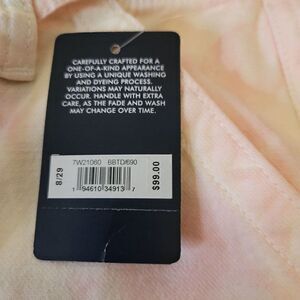 CAREFULLY CRAFTED FOR A
ONE-OF-A-KIND APPEARANCE
BY USING A UNIQUE WASHING
AND DYEING PROCESS.
VARIATIONS MAY NATURALLY
OCCUR. HANDLE WITH EXTRA
CARE, AS THE FADE AND WASH
MAY CHANGE OVER TIME.
7W21060 BBTD/690
8/29
1 94610 34913 7
$99.00